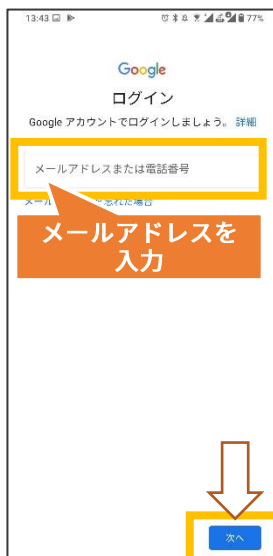 13:43
77%
Google
ログイン
Google アカウントでログインしましょう。 詳細
メールアドレスまたは電話番号
メール 忘れた場合
メールアドレスを
入力
次へ